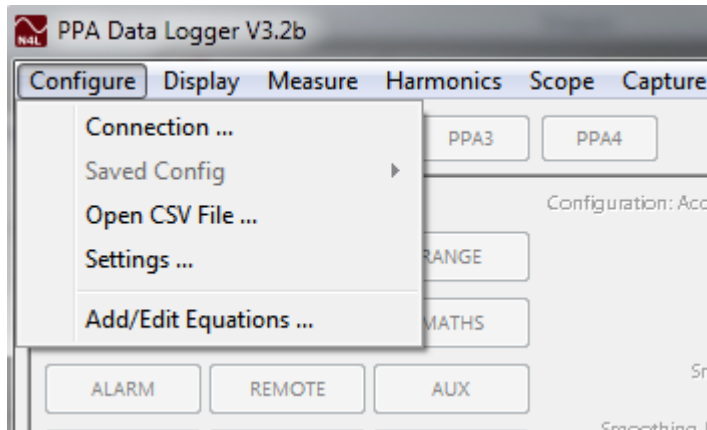 N4L PPA Data Logger V3.2b
Configure Display Measure Harmonics Scope Capture
Connection ...
PPA3 PPA4
Saved Config
Open CSV File ...
Configuration:
Settings ...
RANGE
Add/Edit Equations ...
MATHS
ALARM REMOTE AUX